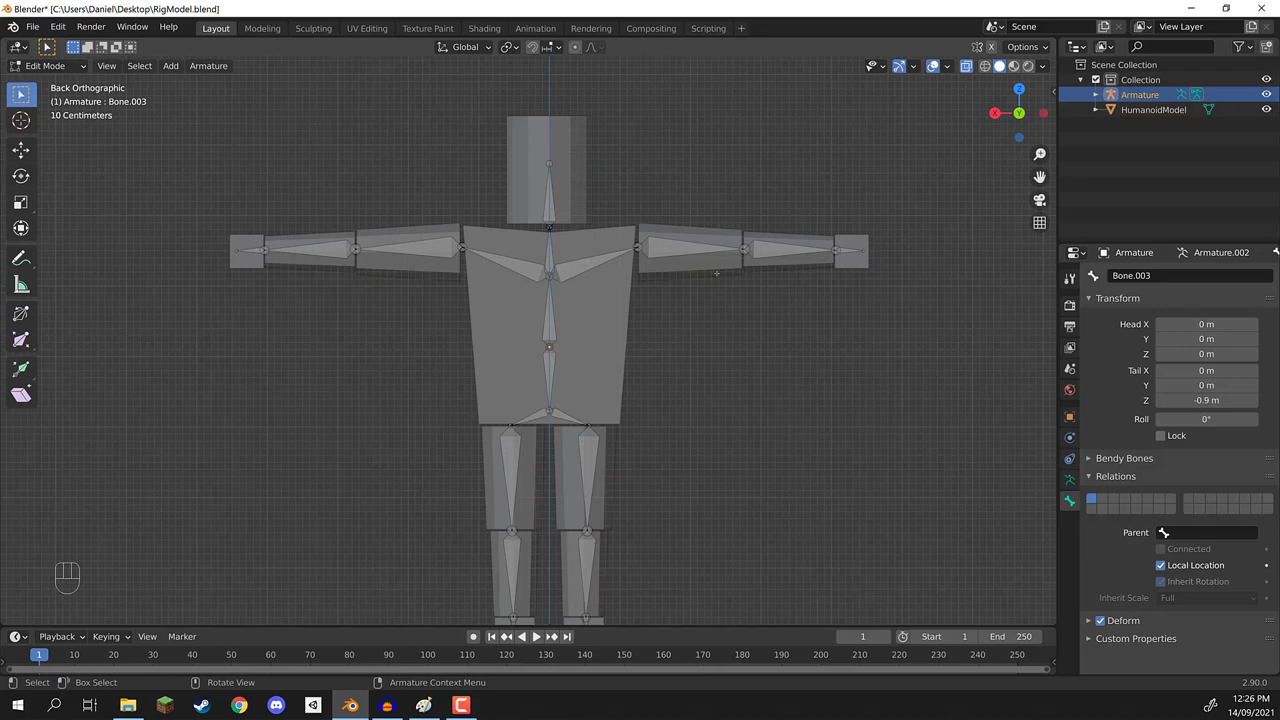 Blender* [C:\Users\Daniel\Desktop\RigModel.blend]
File Edit Render Window Help Layout Modeling Sculpting UV Editing Texture Paint Shading Animation Rendering Compositing Scripting + Scene View Layer
Global Options
Edit Mode View Select Add Armature
Scene Collection
Collection
Armature
HumanoidModel
Back Orthographic
(1) Armature : Bone.003
10 Centimeters
Z
X
Y
Armature Armature.002
Bone.003
Transform
Head X 0 m
Y 0 m
Z 0 m
Tail X 0 m
Y 0 m
Z -0.9 m
Roll 0°
Lock
Bendy Bones
Relations
Parent
Connected
Local Location
Inherit Rotation
Inherit Scale Full
Deform
Custom Properties
Playback Keying View Marker 1 Start 1 End 250
1 10 20 30 40 50 60 70 80 90 100 110 120 130 140 150 160 170 180 190 200 210 220 230 240 250
Select Box Select Rotate View Armature Context Menu 2.90.0
12:26 PM
14/09/2021